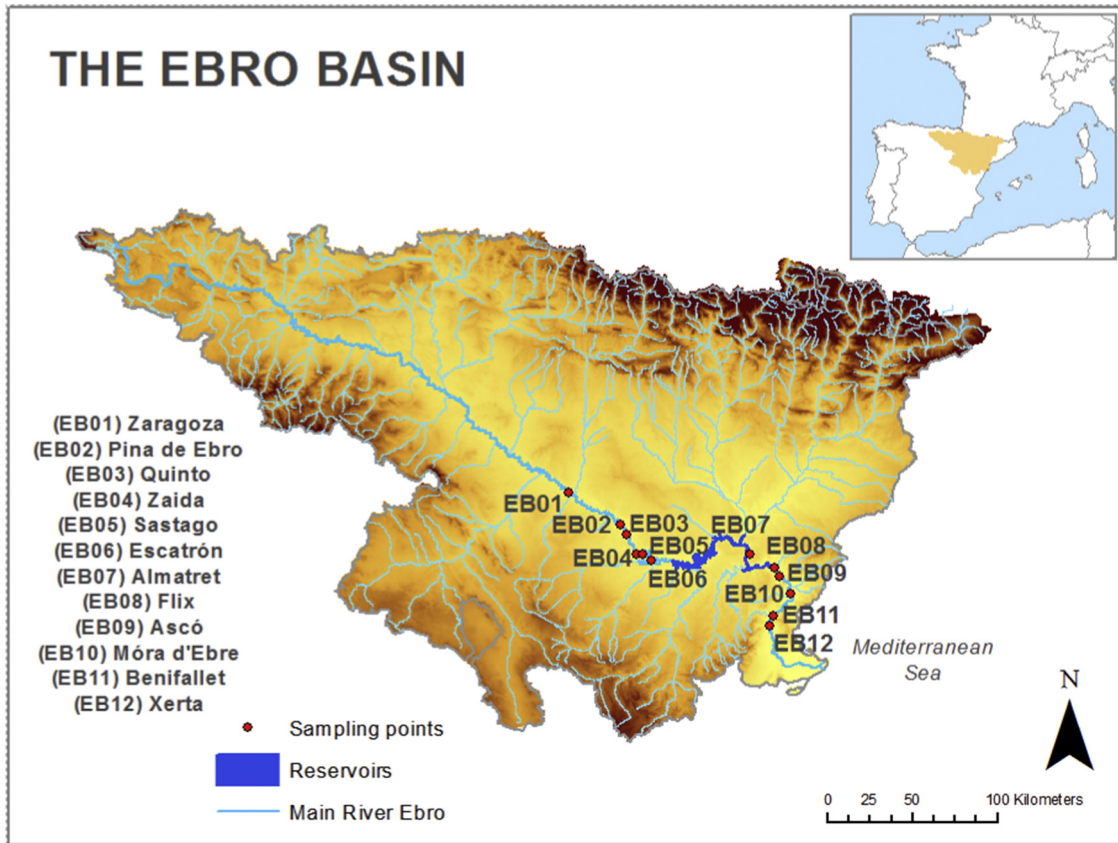 THE EBRO BASIN
(EB01) Zaragoza
(EB02) Pina de Ebro
(EB03) Quinto
(EB04) Zaida
(EB05) Sastago
(EB06) Escatrón
(EB07) Almatret
(EB08) Flix
(EB09) Ascó
(EB10) Móra d'Ebre
(EB11) Benifallet
(EB12) Xerta
EB01
EB02
EB03
EB04
EB05
EB06
EB07
EB08
EB09
EB10
EB11
EB12
Mediterranean
Sea
N
Sampling points
Reservoirs
Main River Ebro
0 25 50 100 Kilometers